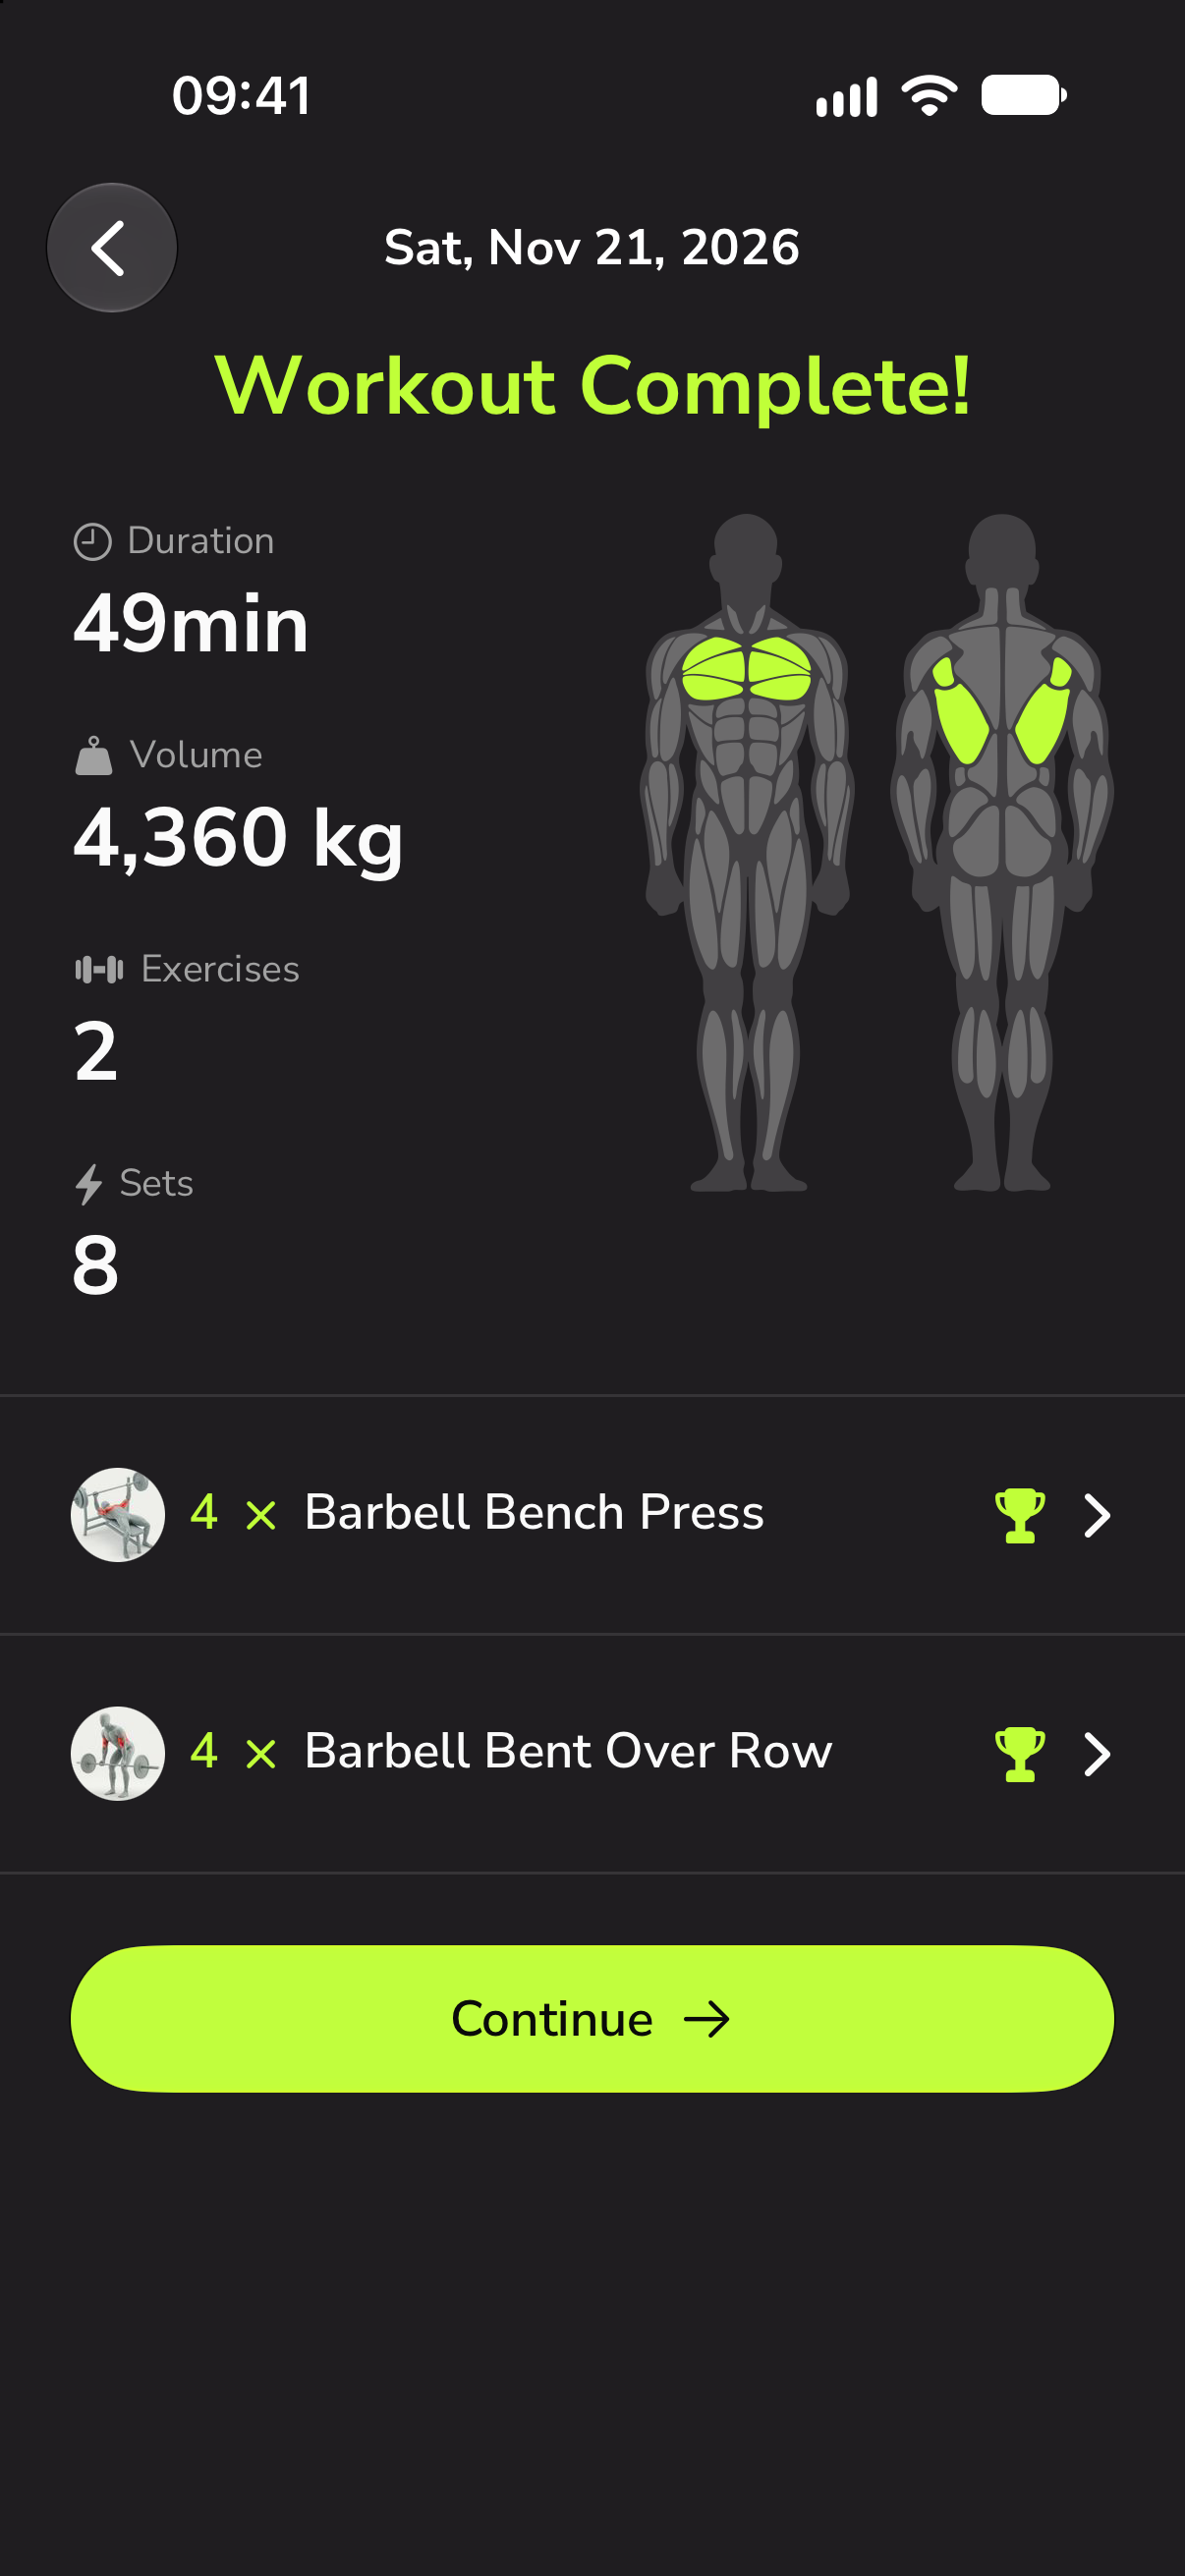 09:41
Sat, Nov 21, 2026
Workout Complete!
Duration
49min
Volume
4,360 kg
Exercises
2
Sets
8
4 × Barbell Bench Press
4 × Barbell Bent Over Row
Continue →